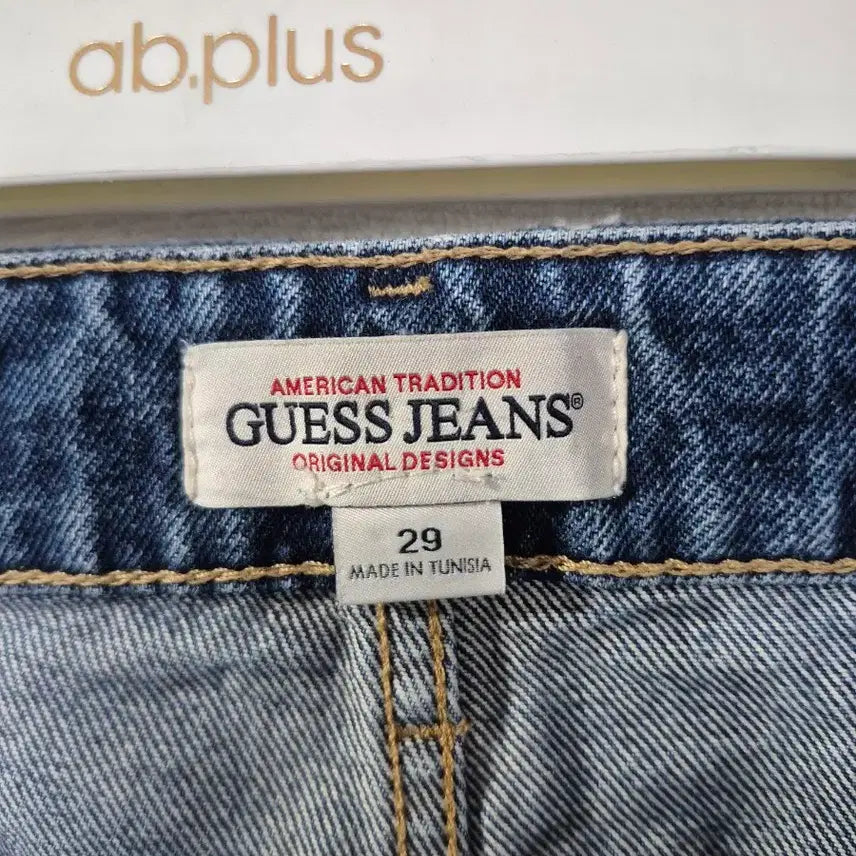 ab.plus
AMERICAN TRADITION
GUESS JEANS®
ORIGINAL DESIGNS
29
MADE IN TUNISIA